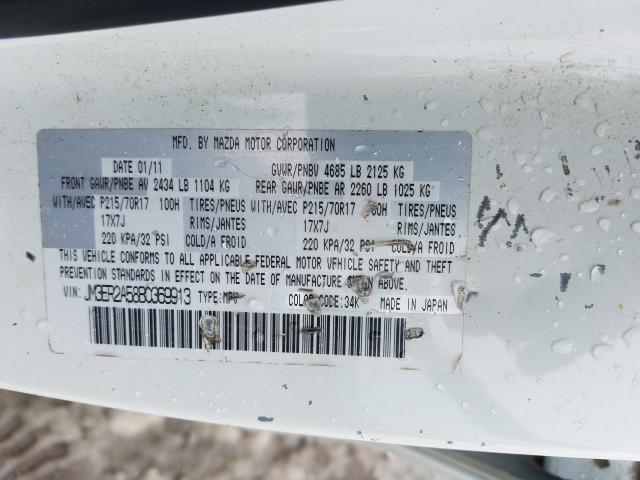 MFD. BY MAZDA MOTOR CORPORATION
DATE 01/11 GVWR/PNBV 4685 LB 2125 KG
FRONT GAWR/PNBE AV 2434 LB 1104 KG REAR GAWR/PNBE AR 2260 LB 1025 KG
WITH/AVEC P215/70R17 100H TIRES/PNEUS WITH/AVEC P215/70R17 TIRES/PNEUS
17X7J RIMS/JANTES 17X7J RIMS/JANTES
220 KPA/32 PSI COLD/A FROID 220 KPA/32 PSI COLD/A FROID
THIS VEHICLE CONFORMS TO ALL APPLICABLE FEDERAL MOTOR VEHICLE SAFETY AND THEFT
PREVENTION STANDARDS IN EFFECT ON THE DATE OF MANUFACTURE SHOWN ABOVE.
VIN: JM3ER2A58B0369913 TYPE:MPV COLOR CODE:34K MADE IN JAPAN